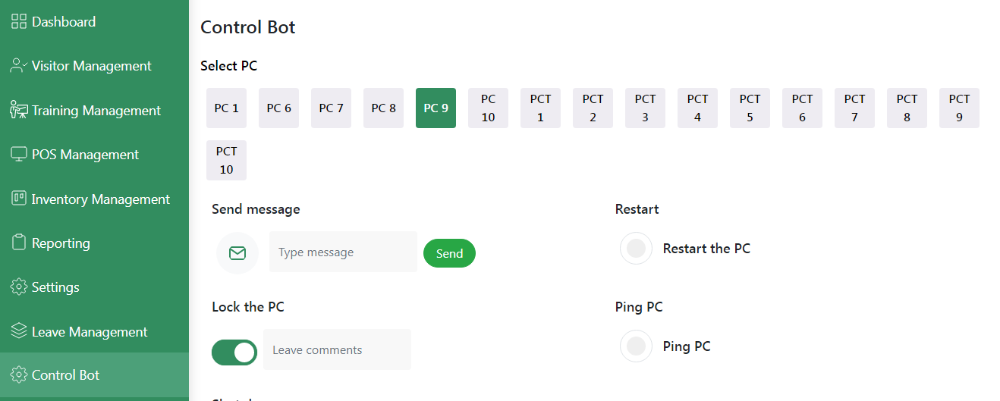 Dashboard
Visitor Management
Training Management
POS Management
Inventory Management
Reporting
Settings
Leave Management
Control Bot
Control Bot
Select PC
PC 1
PC 6
PC 7
PC 8
PC 9
PC
10
PCT
1
PCT
2
PCT
3
PCT
4
PCT
5
PCT
6
PCT
7
PCT
8
PCT
9
PCT
10
Send message
Type message
Send
Restart
Restart the PC
Lock the PC
Leave comments
Ping PC
Ping PC